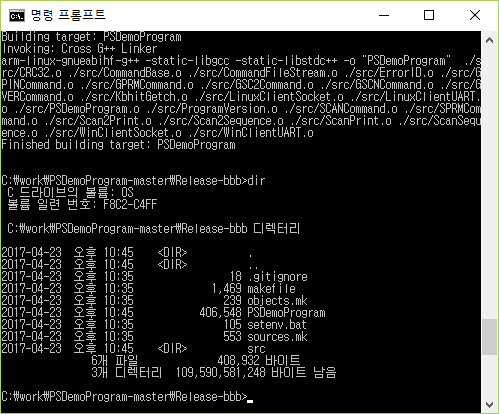 명령 프롬프트
Building target: PSDemoProgram
Invoking: Cross G++ Linker
arm-linux-gnueabihf-g++ -static-libgcc -static-libstdc++ -o "PSDemoProgram"  ./s
rc/CRC32.o ./src/CommandBase.o ./src/CommandFileStream.o ./src/ErrorID.o ./src/G
PINCommand.o ./src/GPRMCommand.o ./src/GSC2Command.o ./src/GSCNCommand.o ./src/G
VERCommand.o ./src/KbhitGetch.o ./src/LinuxClientSocket.o ./src/LinuxClientUART.
o ./src/PSDemoProgram.o ./src/ProgramVersion.o ./src/SCANCommand.o ./src/SPRMCom
mand.o ./src/Scan2Print.o ./src/Scan2Sequence.o ./src/ScanPrint.o ./src/ScanSequ
ence.o ./src/WinClientSocket.o ./src/WinClientUART.o
Finished building target: PSDemoProgram
C:\work\PSDemoProgram-master\Release-bbb>dir
C 드라이브의 볼륨: OS
볼륨 일련 번호: F8C2-C4FF
C:\work\PSDemoProgram-master\Release-bbb 디렉터리
2017-04-23  오후 10:45    <DIR>          .
2017-04-23  오후 10:45    <DIR>          ..
2017-04-23  오후 10:35                18 .gitignore
2017-04-23  오후 10:35             1,469 makefile
2017-04-23  오후 10:35               239 objects.mk
2017-04-23  오후 10:45           406,548 PSDemoProgram
2017-04-23  오후 10:35               105 setenv.bat
2017-04-23  오후 10:35               553 sources.mk
2017-04-23  오후 10:45    <DIR>          src
6개 파일             408,932 바이트
3개 디렉터리  109,590,581,248 바이트 남음
C:\work\PSDemoProgram-master\Release-bbb>